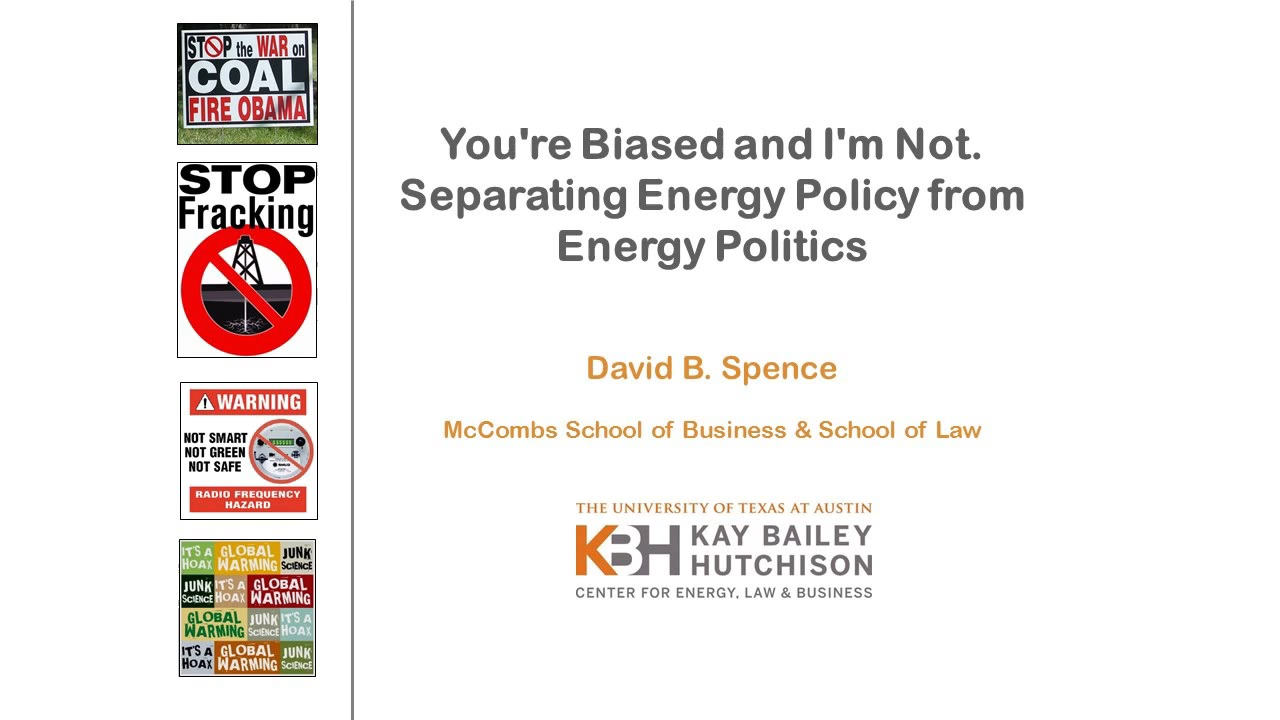 STOP the WAR on
COAL
FIRE OBAMA
STOP
Fracking
WARNING
NOT SMART
NOT GREEN
NOT SAFE
RADIO FREQUENCY
HAZARD
IT'S A HOAX GLOBAL WARMING JUNK SCIENCE
JUNK SCIENCE IT'S A HOAX GLOBAL WARMING
GLOBAL WARMING JUNK SCIENCE IT'S A HOAX
IT'S A HOAX GLOBAL WARMING JUNK SCIENCE
You're Biased and I'm Not.
Separating Energy Policy from
Energy Politics
David B. Spence
McCombs School of Business & School of Law
THE UNIVERSITY OF TEXAS AT AUSTIN
KBH KAY BAILEY
HUTCHISON
CENTER FOR ENERGY, LAW & BUSINESS